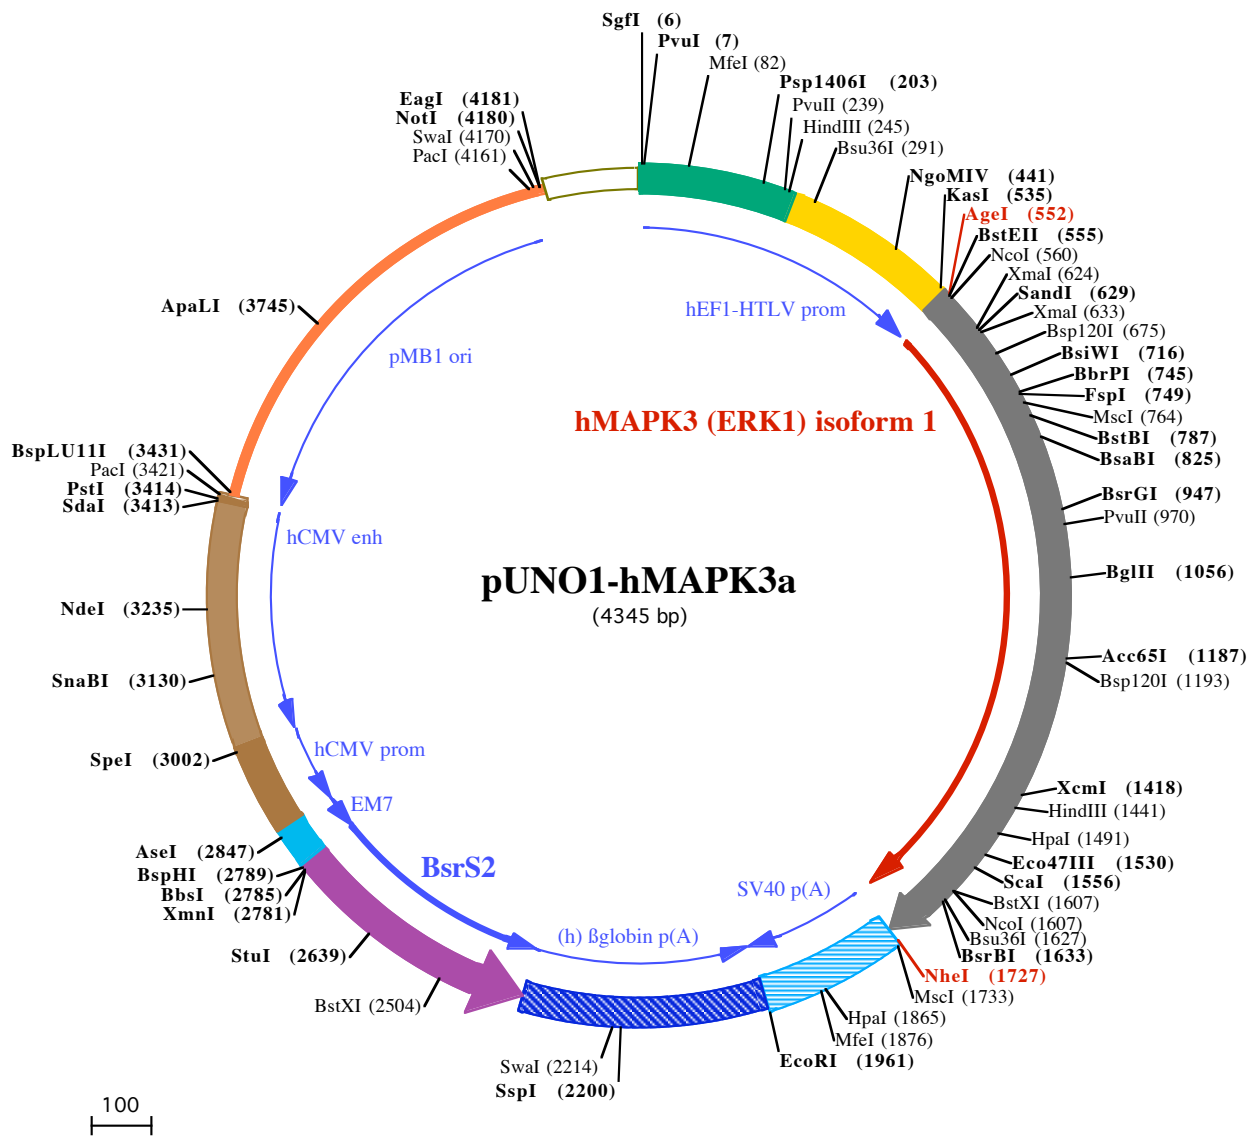 SgfI (6)
PvuI (7)
MfeI (82)
Psp1406I (203)
PvuII (239)
HindIII (245)
Bsu36I (291)
NgoMIV (441)
KasI (535)
AgeI (552)
BstEII (555)
NcoI (560)
XmaI (624)
SandI (629)
XmaI (633)
Bsp120I (675)
BsiWI (716)
BbrPI (745)
FspI (749)
MscI (764)
BstBI (787)
BsaBI (825)
BsrGI (947)
PvuII (970)
BglII (1056)
Acc65I (1187)
Bsp120I (1193)
XcmI (1418)
HindIII (1441)
HpaI (1491)
Eco47III (1530)
ScaI (1556)
BstXI (1607)
NcoI (1607)
Bsu36I (1627)
BsrBI (1633)
NheI (1727)
MscI (1733)
HpaI (1865)
MfeI (1876)
EcoRI (1961)
SspI (2200)
SwaI (2214)
BstXI (2504)
StuI (2639)
XmnI (2781)
BbsI (2785)
BspHI (2789)
AseI (2847)
SpeI (3002)
SnaBI (3130)
NdeI (3235)
SdaI (3413)
PstI (3414)
PacI (3421)
BspLU11I (3431)
ApaLI (3745)
PacI (4161)
SwaI (4170)
NotI (4180)
EagI (4181)
hEF1-HTLV prom
pMB1 ori
hMAPK3 (ERK1) isoform 1
hCMV enh
pUNO1-hMAPK3a
(4345 bp)
hCMV prom
EM7
BsrS2
SV40 p(A)
(h) ßglobin p(A)
100